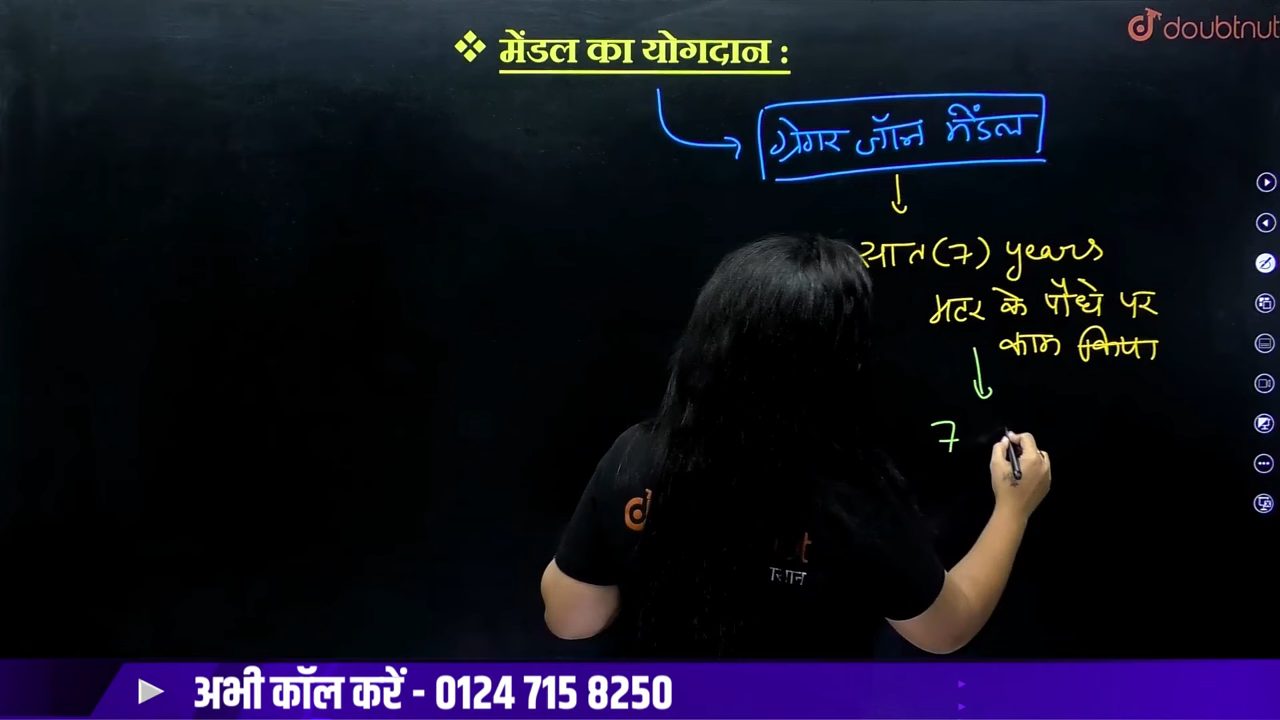 doubtnut
❖ मेंडल का योगदान :
ग्रेगर जॉन मेंडल
सात (7) years
मटर के पौधे पर
काम किया
7
अभी कॉल करें - 0124 715 8250